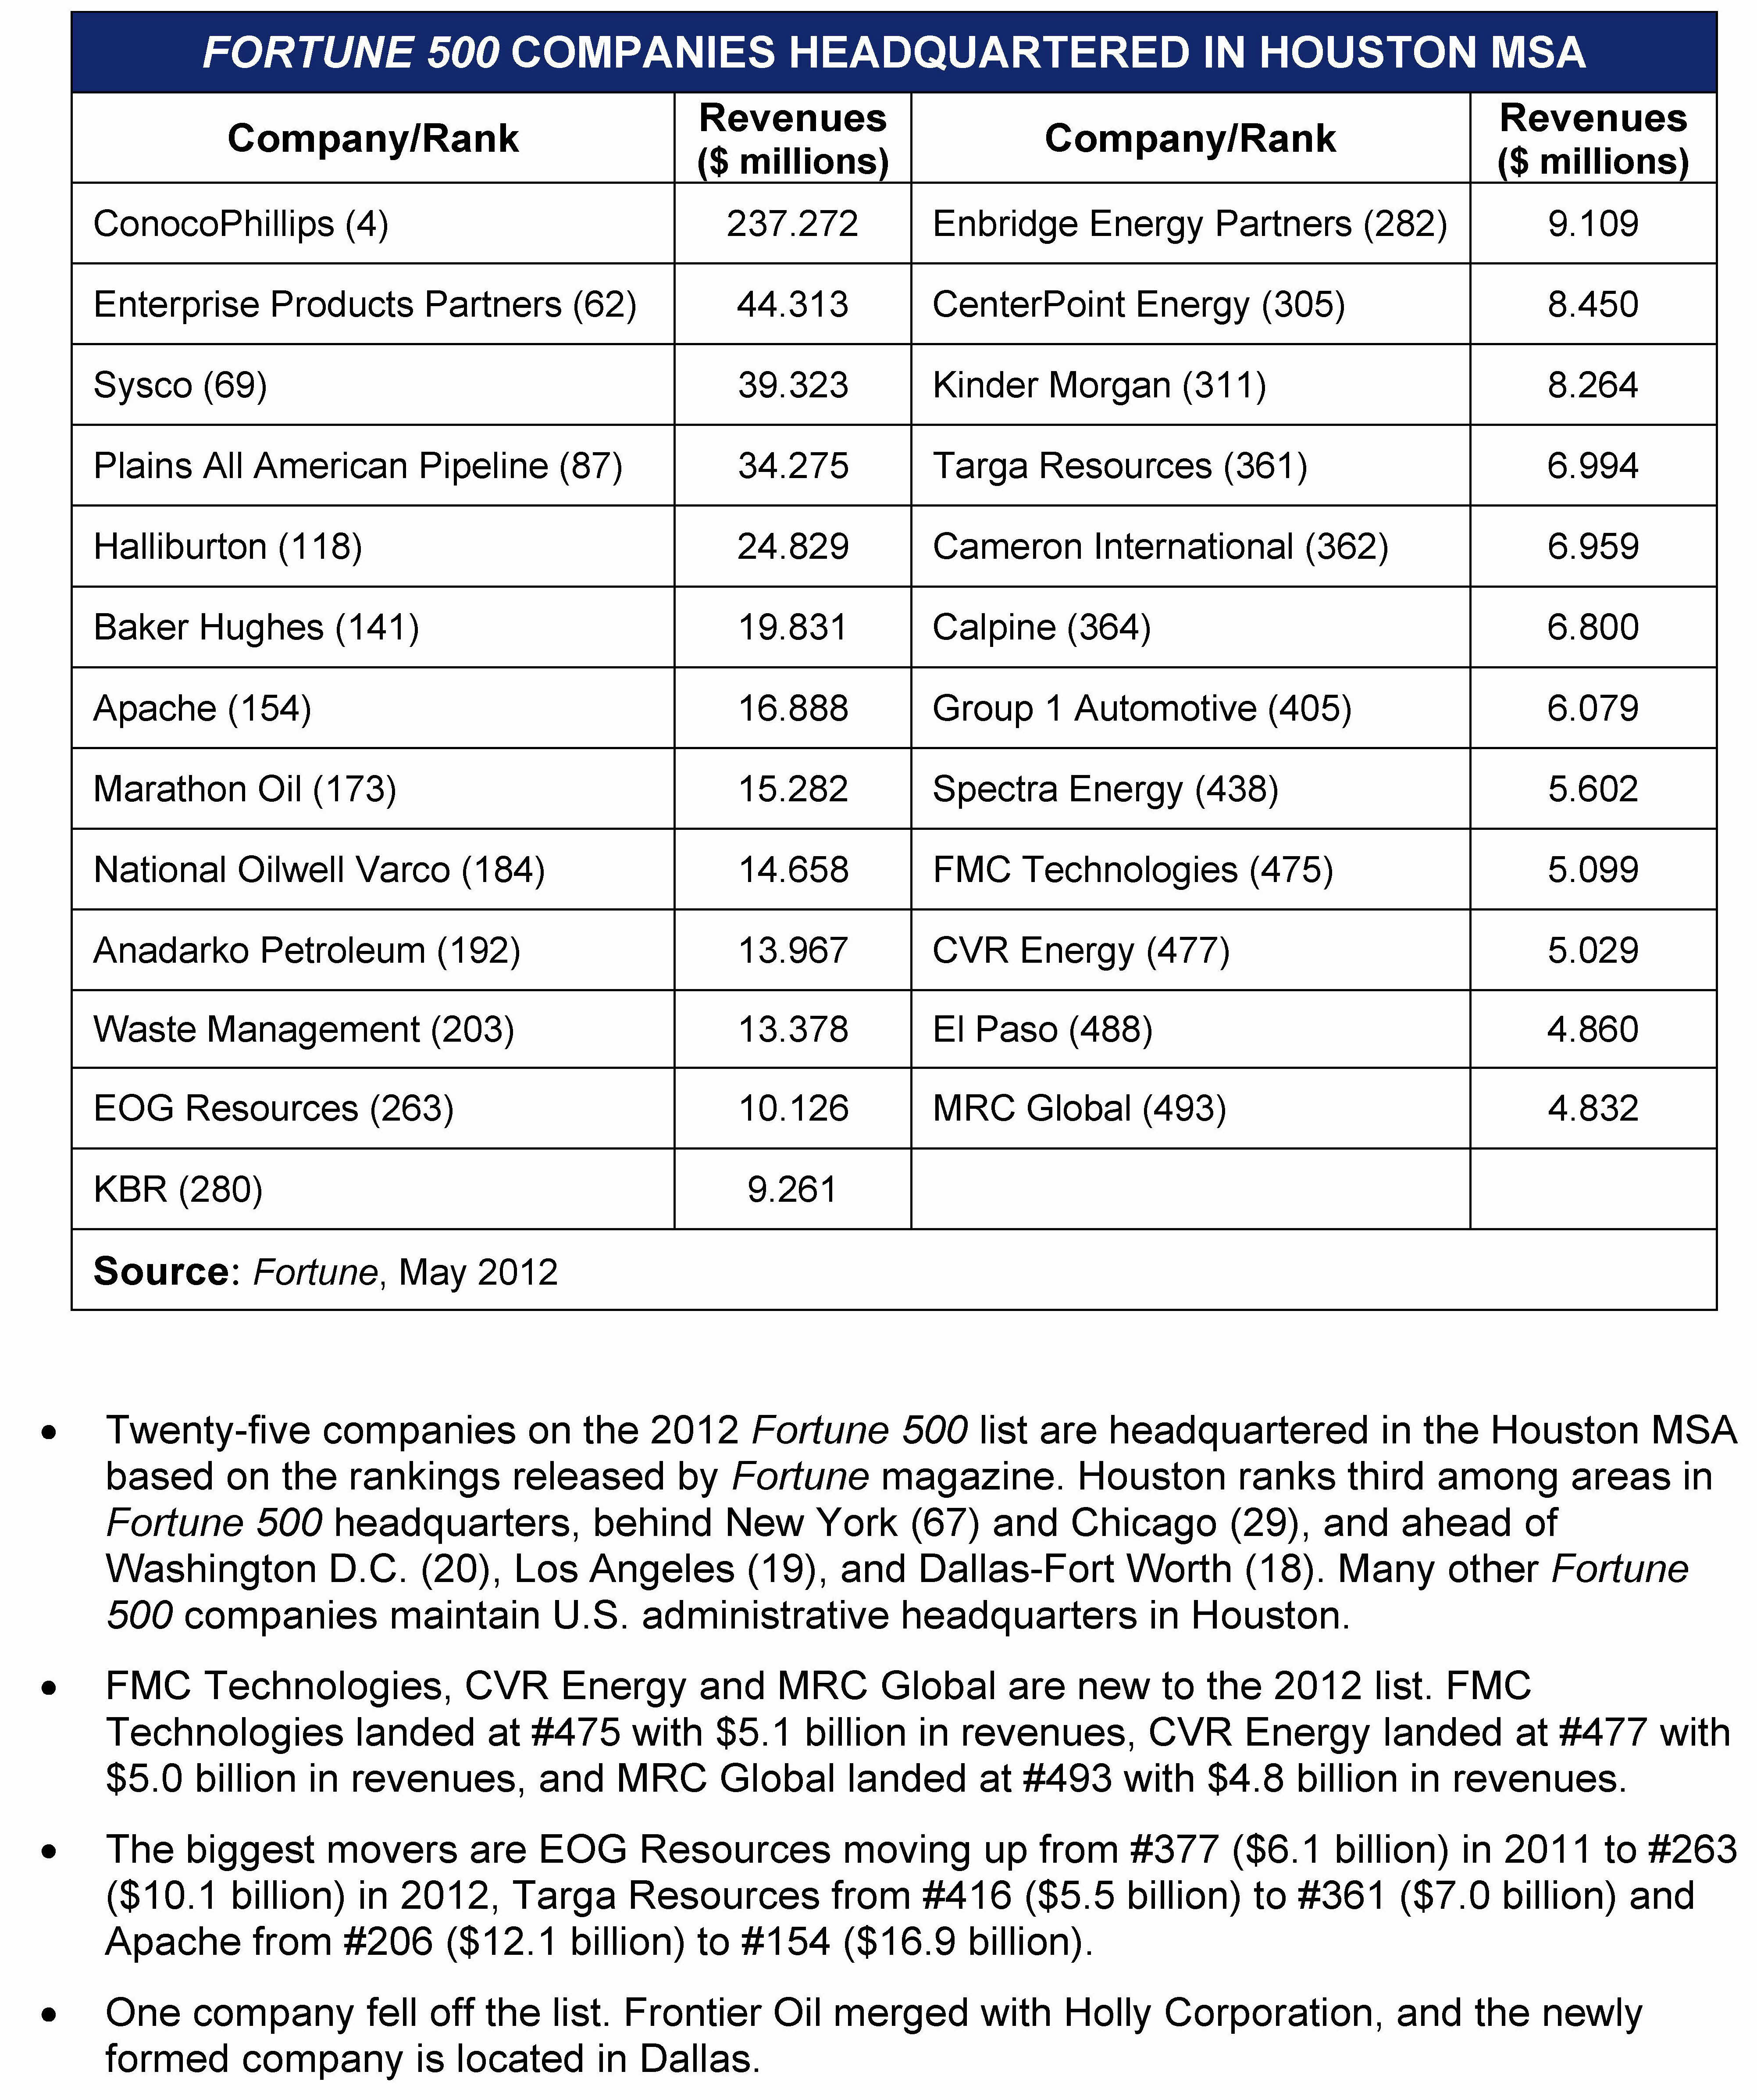 FORTUNE 500 COMPANIES HEADQUARTERED IN HOUSTON MSA
Company/Rank Revenues ($ millions) Company/Rank Revenues ($ millions)
ConocoPhillips (4) 237.272 Enbridge Energy Partners (282) 9.109
Enterprise Products Partners (62) 44.313 CenterPoint Energy (305) 8.450
Sysco (69) 39.323 Kinder Morgan (311) 8.264
Plains All American Pipeline (87) 34.275 Targa Resources (361) 6.994
Halliburton (118) 24.829 Cameron International (362) 6.959
Baker Hughes (141) 19.831 Calpine (364) 6.800
Apache (154) 16.888 Group 1 Automotive (405) 6.079
Marathon Oil (173) 15.282 Spectra Energy (438) 5.602
National Oilwell Varco (184) 14.658 FMC Technologies (475) 5.099
Anadarko Petroleum (192) 13.967 CVR Energy (477) 5.029
Waste Management (203) 13.378 El Paso (488) 4.860
EOG Resources (263) 10.126 MRC Global (493) 4.832
KBR (280) 9.261
Source: Fortune, May 2012
• Twenty-five companies on the 2012 Fortune 500 list are headquartered in the Houston MSA
based on the rankings released by Fortune magazine. Houston ranks third among areas in
Fortune 500 headquarters, behind New York (67) and Chicago (29), and ahead of
Washington D.C. (20), Los Angeles (19), and Dallas-Fort Worth (18). Many other Fortune
500 companies maintain U.S. administrative headquarters in Houston.
• FMC Technologies, CVR Energy and MRC Global are new to the 2012 list. FMC
Technologies landed at #475 with $5.1 billion in revenues, CVR Energy landed at #477 with
$5.0 billion in revenues, and MRC Global landed at #493 with $4.8 billion in revenues.
• The biggest movers are EOG Resources moving up from #377 ($6.1 billion) in 2011 to #263
($10.1 billion) in 2012, Targa Resources from #416 ($5.5 billion) to #361 ($7.0 billion) and
Apache from #206 ($12.1 billion) to #154 ($16.9 billion).
• One company fell off the list. Frontier Oil merged with Holly Corporation, and the newly
formed company is located in Dallas.